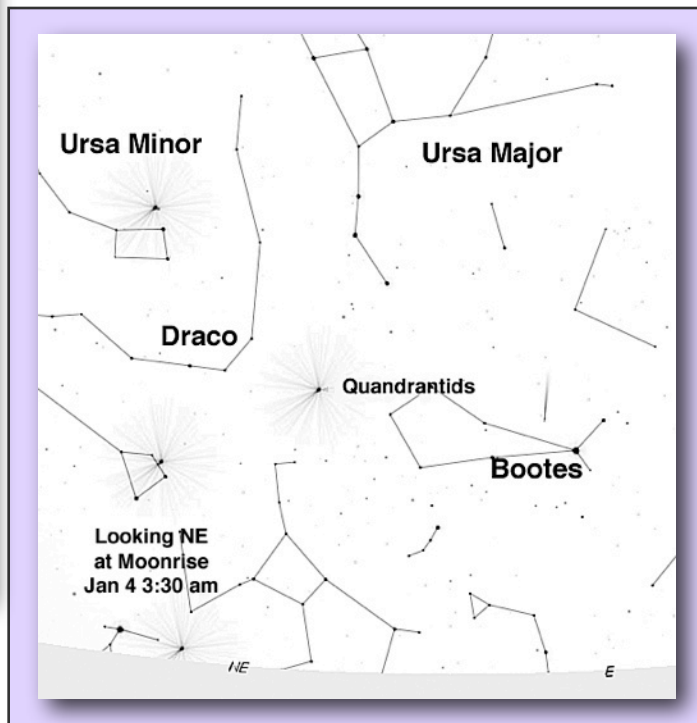 Ursa Minor
Ursa Major
Draco
Quandrantids
Bootes
Looking NE
at Moonrise
Jan 4 3:30 am
NE
E